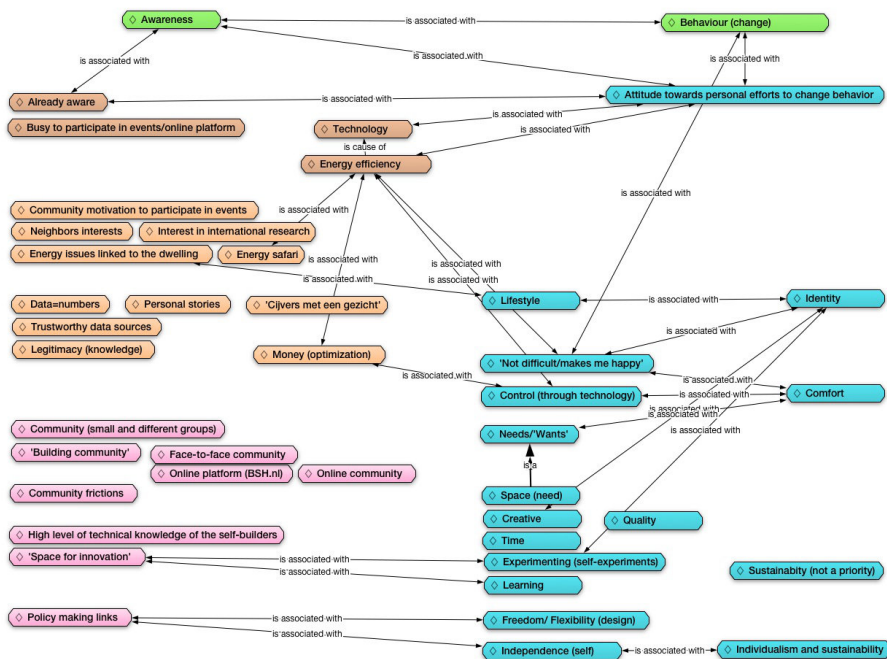 ◇ Awareness
is associated with
◇ Behaviour (change)
is associated with
is associated with
is associated with
◇ Already aware
is associated with
◇ Attitude towards personal efforts to change behavior
is associated with
◇ Busy to participate in events/online platform
◇ Technology
is associated with
is cause of
◇ Energy efficiency
is associated with
◇ Community motivation to participate in events
is associated with
◇ Neighbors interests
◇ Interest in international research
◇ Energy issues linked to the dwelling
◇ Energy safari
is associated with
is associated with
is associated with
is associated with
◇ Data=numbers
◇ Personal stories
◇ 'Cijvers met een gezicht'
◇ Lifestyle
is associated with
◇ Identity
◇ Trustworthy data sources
is associated with
◇ Legitimacy (knowledge)
◇ Money (optimization)
◇ 'Not difficult/makes me happy'
is associated with
is associated with
◇ Control (through technology)
is associated with
◇ Comfort
is associated with
◇ Community (small and different groups)
◇ Needs/'Wants'
is associated with
◇ 'Building community'
◇ Face-to-face community
◇ Online platform (BSH.nl)
◇ Online community
is a
◇ Community frictions
◇ Space (need)
◇ Creative
◇ Quality
◇ High level of technical knowledge of the self-builders
◇ Time
◇ 'Space for innovation'
is associated with
◇ Experimenting (self-experiments)
is associated with
◇ Learning
◇ Sustainabity (not a priority)
◇ Policy making links
is associated with
◇ Freedom/ Flexibility (design)
is associated with
◇ Independence (self)
is associated with
◇ Individualism and sustainability